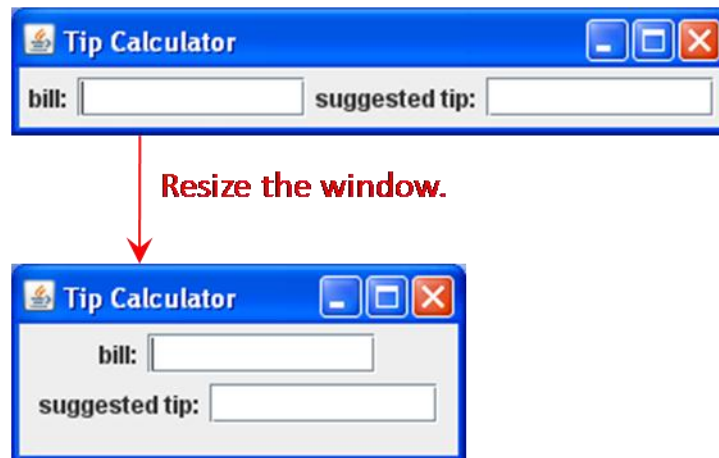 Tip Calculator
bill: suggested tip:
Resize the window.
Tip Calculator
bill:
suggested tip: